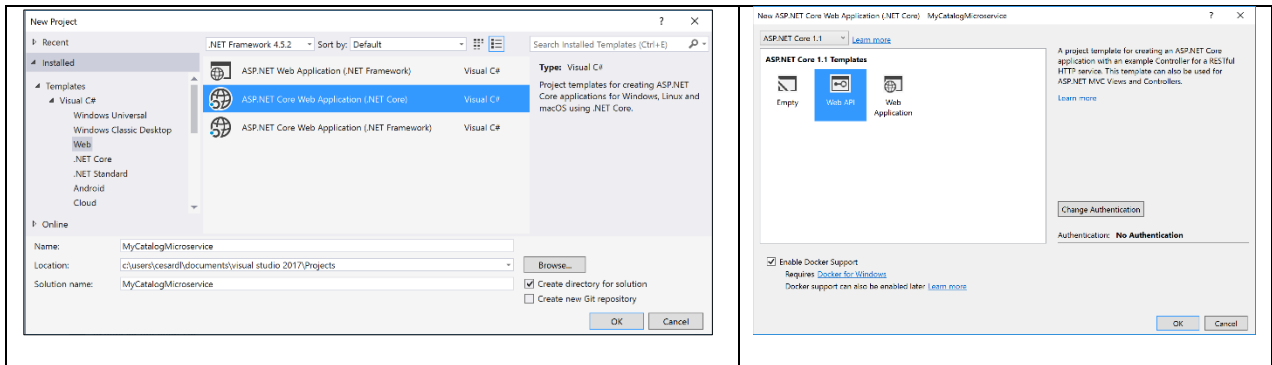 New Project
? X
Recent
Installed
.NET Framework 4.5.2 Sort by: Default
Search Installed Templates (Ctrl+E)
Templates
Visual C#
Windows Universal
Windows Classic Desktop
Web
.NET Core
.NET Standard
Android
Cloud
Online
ASP.NET Web Application (.NET Framework) Visual C#
ASP.NET Core Web Application (.NET Core) Visual C#
ASP.NET Core Web Application (.NET Framework) Visual C#
Type: Visual C#
Project templates for creating ASP.NET
Core applications for Windows, Linux and
macOS using .NET Core.
Name: MyCatalogMicroservice
Location: c:\users\cesardl\documents\visual studio 2017\Projects
Solution name: MyCatalogMicroservice
Browse...
Create directory for solution
Create new Git repository
OK Cancel
New ASP.NET Core Web Application (.NET Core) MyCatalogMicroservice
? X
ASP.NET Core 1.1 Learn more
ASP.NET Core 1.1 Templates
Empty
Web API
Web
Application
A project template for creating an ASP.NET Core
application with an example Controller for a RESTful
HTTP service. This template can also be used for
ASP.NET MVC Views and Controllers.
Learn more
Change Authentication
Authentication: No Authentication
Enable Docker Support
Requires Docker for Windows
Docker support can also be enabled later Learn more
OK Cancel